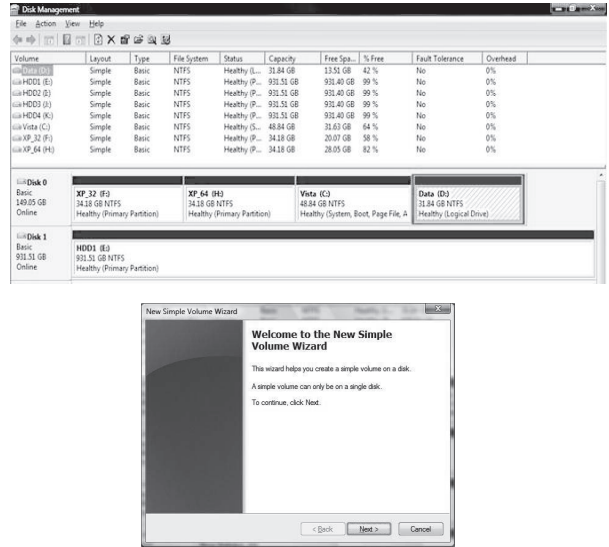 Disk Management
File Action View Help
Volume Layout Type File System Status Capacity Free Spa... % Free Fault Tolerance Overhead
Data (D:) Simple Basic NTFS Healthy (L... 31.84 GB 13.51 GB 42 % No 0%
HDD1 (E:) Simple Basic NTFS Healthy (P... 931.51 GB 931.40 GB 99 % No 0%
HDD2 (I:) Simple Basic NTFS Healthy (P... 931.51 GB 931.40 GB 99 % No 0%
HDD3 (J:) Simple Basic NTFS Healthy (P... 931.51 GB 931.40 GB 99 % No 0%
HDD4 (K:) Simple Basic NTFS Healthy (P... 931.51 GB 931.40 GB 99 % No 0%
Vista (C:) Simple Basic NTFS Healthy (S... 48.84 GB 31.63 GB 64 % No 0%
XP_32 (F:) Simple Basic NTFS Healthy (P... 34.18 GB 20.07 GB 58 % No 0%
XP_64 (H:) Simple Basic NTFS Healthy (P... 34.18 GB 28.05 GB 82 % No 0%
Disk 0
Basic
149.05 GB
Online
XP_32 (F:)
34.18 GB NTFS
Healthy (Primary Partition)
XP_64 (H:)
34.18 GB NTFS
Healthy (Primary Partition)
Vista (C:)
48.84 GB NTFS
Healthy (System, Boot, Page File, A
Data (D:)
31.84 GB NTFS
Healthy (Logical Drive)
Disk 1
Basic
931.51 GB
Online
HDD1 (E:)
931.51 GB NTFS
Healthy (Primary Partition)
New Simple Volume Wizard
Welcome to the New Simple
Volume Wizard
This wizard helps you create a simple volume on a disk.
A simple volume can only be on a single disk.
To continue, click Next.
< Back Next > Cancel